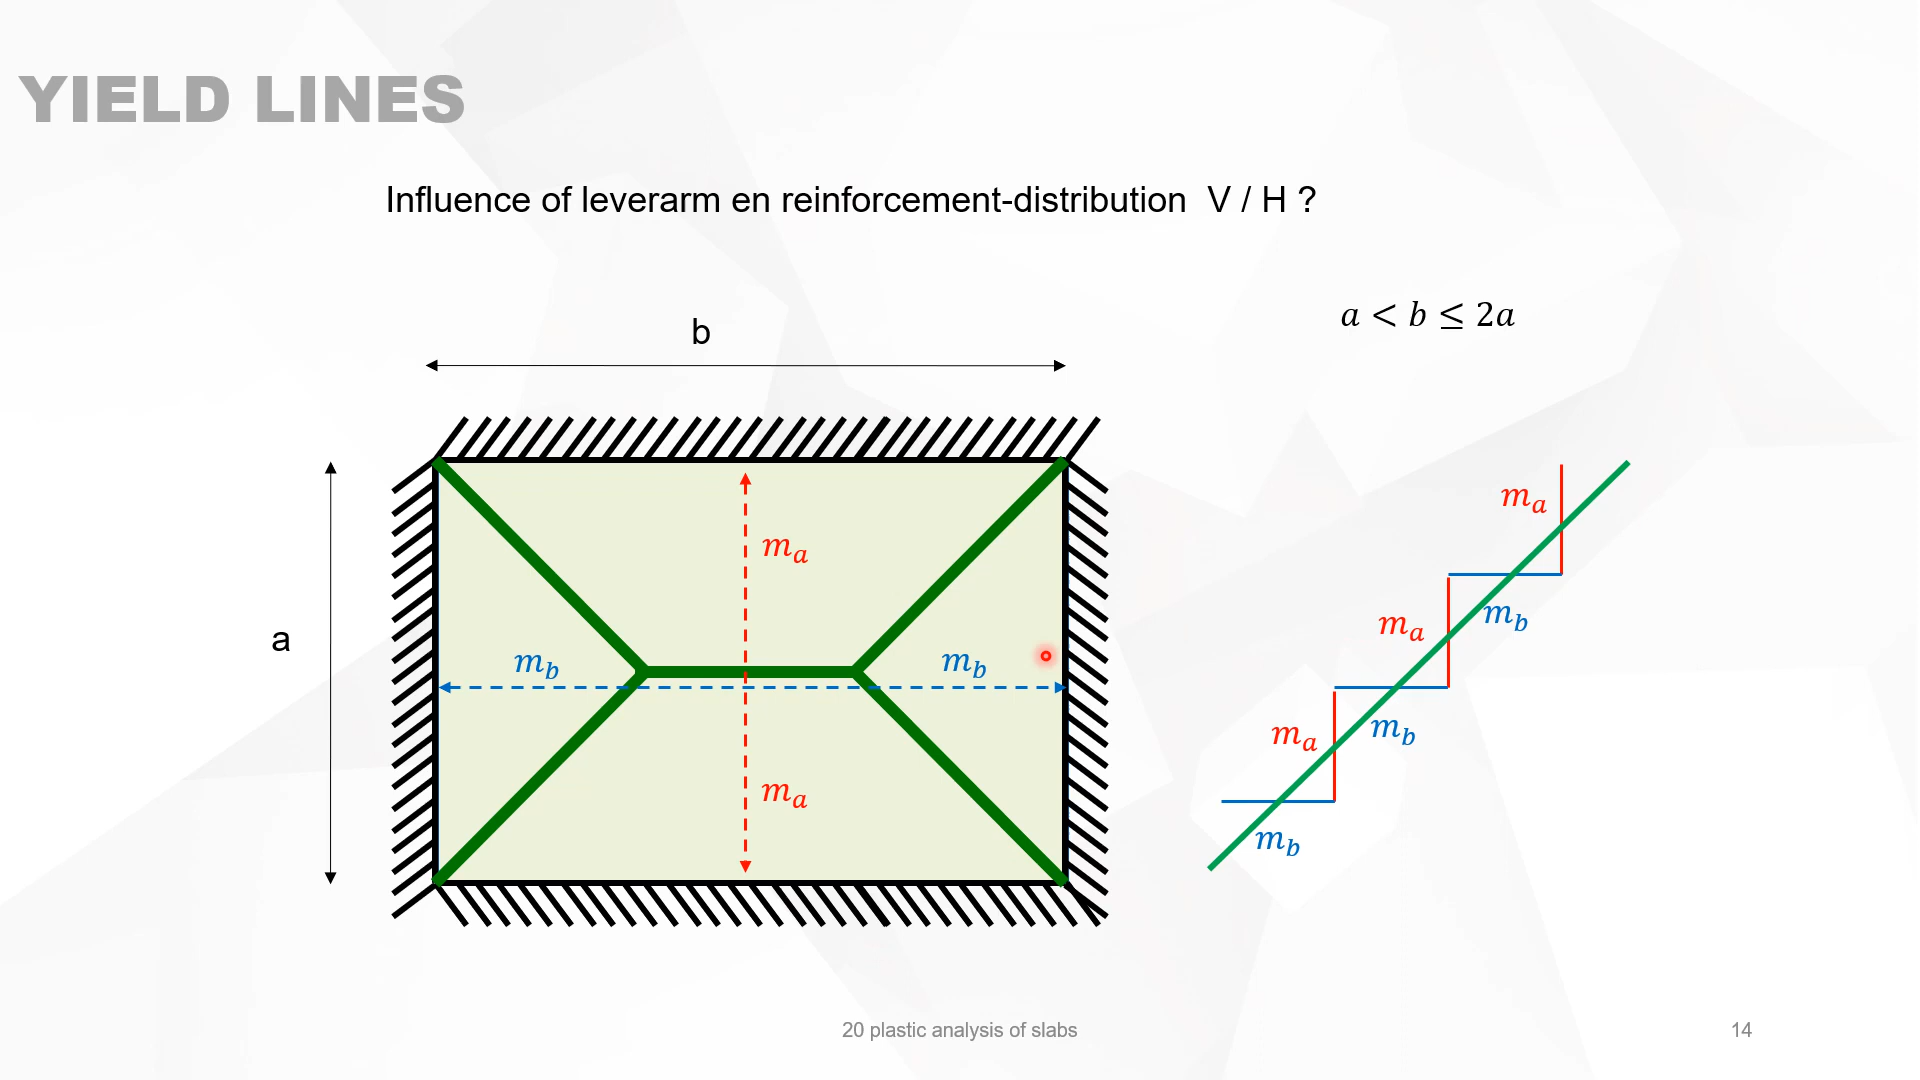 YIELD LINES
Influence of leverarm en reinforcement-distribution V / H ?
a < b ≤ 2a
b
m_a
m_a
a
m_a
m_b
m_b
m_b
m_a
m_b
m_a
m_b
20 plastic analysis of slabs
14